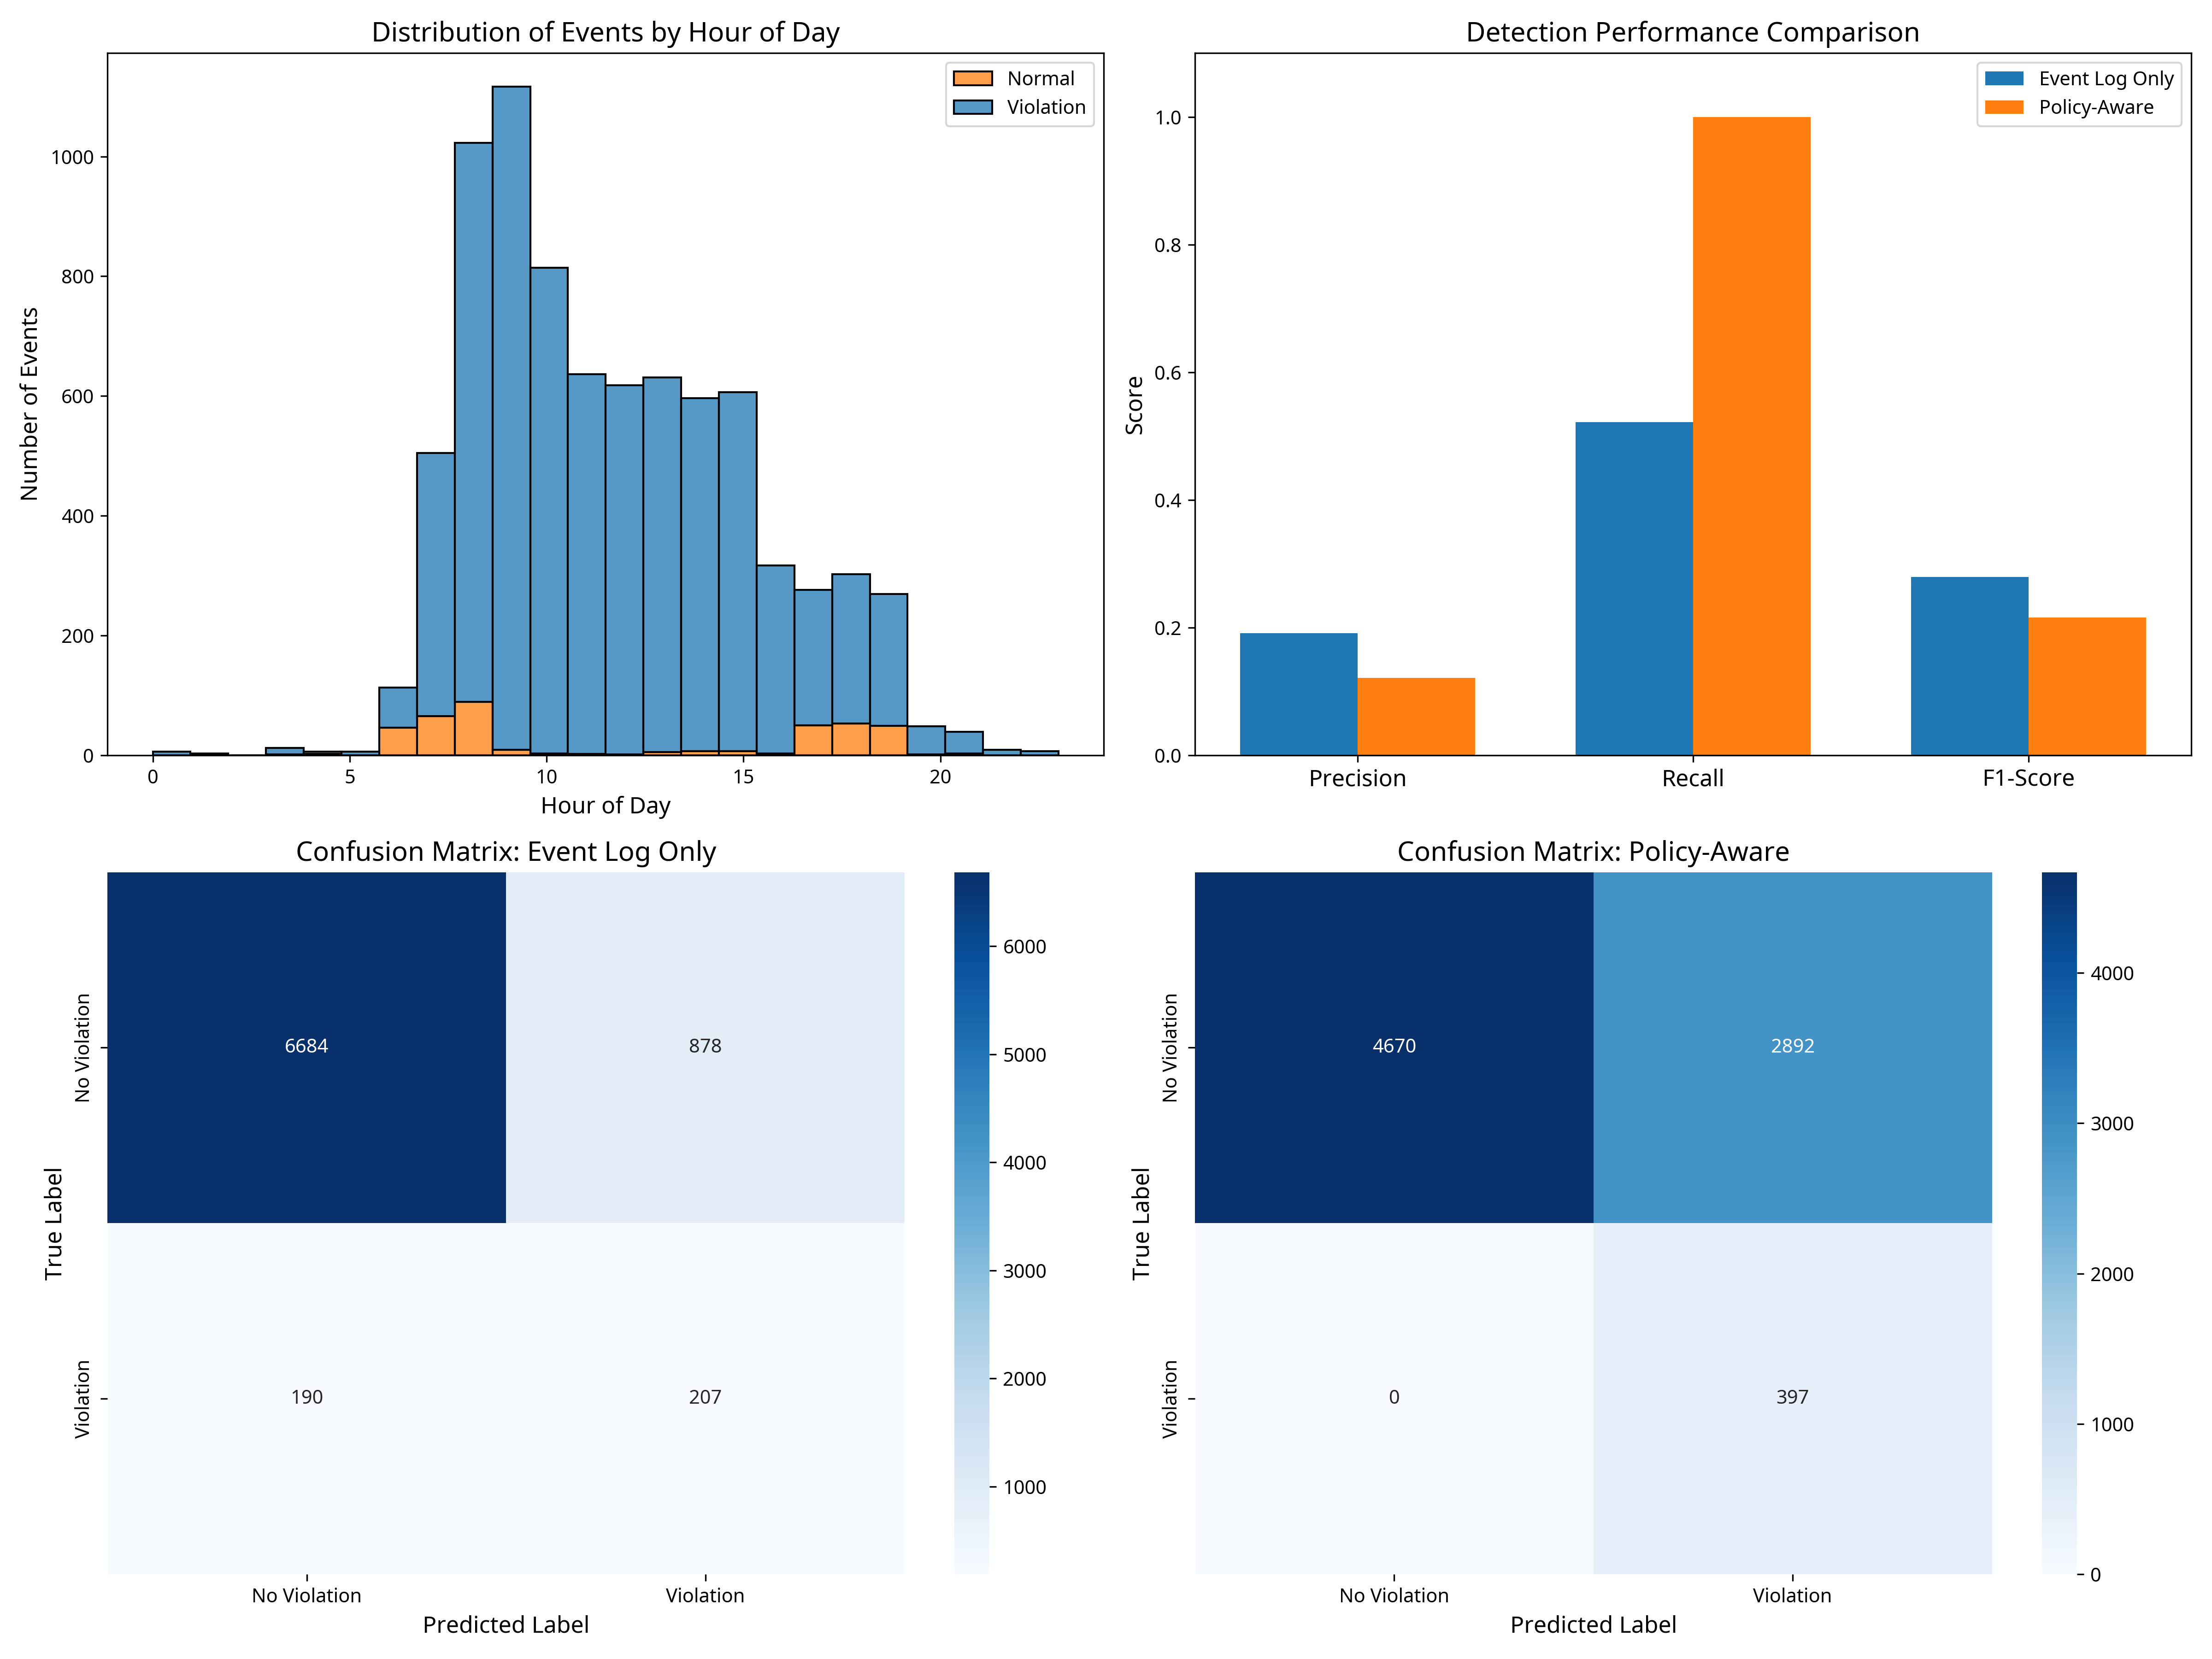 Distribution of Events by Hour of Day
Normal
Violation
Number of Events
1000
800
600
400
200
0
0 5 10 15 20
Hour of Day
Detection Performance Comparison
Event Log Only
Policy-Aware
Score
1.0
0.8
0.6
0.4
0.2
0.0
Precision Recall F1-Score
Confusion Matrix: Event Log Only
True Label
No Violation
Violation
6684 878
190 207
No Violation Violation
Predicted Label
6000
5000
4000
3000
2000
1000
Confusion Matrix: Policy-Aware
True Label
No Violation
Violation
4670 2892
0 397
No Violation Violation
Predicted Label
4000
3000
2000
1000
0